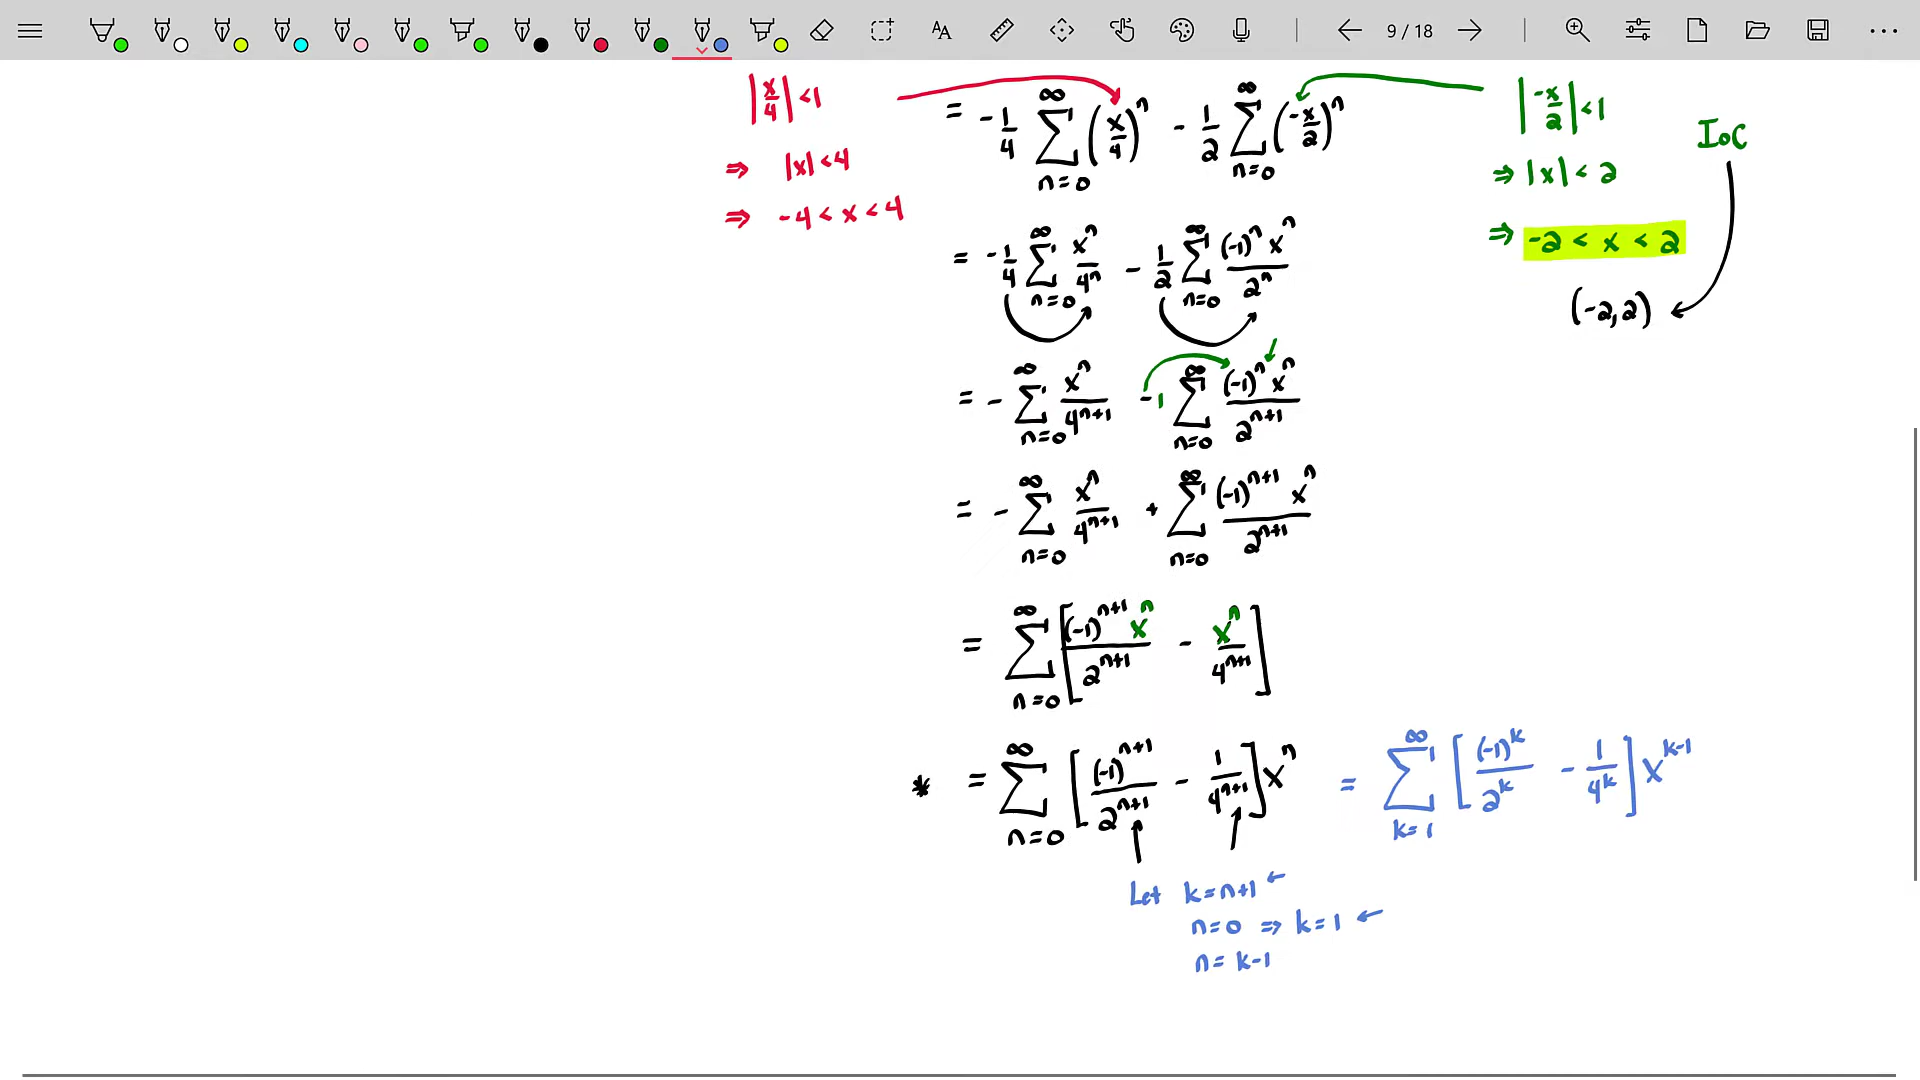 9 / 18
|x/4| < 1
⇒ |x| < 4
⇒ -4 < x < 4
= -1/4 ∑_{n=0}^{∞} (x/4)^n - 1/2 ∑_{n=0}^{∞} (-x/2)^n
|-x/2| < 1
⇒ |x| < 2
⇒ -2 < x < 2
IoC
(-2,2)
= -1/4 ∑_{n=0}^{∞} x^n/4^n - 1/2 ∑_{n=0}^{∞} (-1)^n x^n/2^n
= - ∑_{n=0}^{∞} x^n/4^{n+1} -1 ∑_{n=0}^{∞} (-1)^n x^n/2^{n+1}
= - ∑_{n=0}^{∞} x^n/4^{n+1} + ∑_{n=0}^{∞} (-1)^{n+1} x^n/2^{n+1}
= ∑_{n=0}^{∞} [(-1)^{n+1} x^n/2^{n+1} - x^n/4^{n+1}]
* = ∑_{n=0}^{∞} [(-1)^{n+1}/2^{n+1} - 1/4^{n+1}] x^n = ∑_{k=1}^{∞} [(-1)^k/2^k - 1/4^k] x^{k-1}
Let k=n+1 ←
n=0 ⇒ k=1 ←
n= k-1